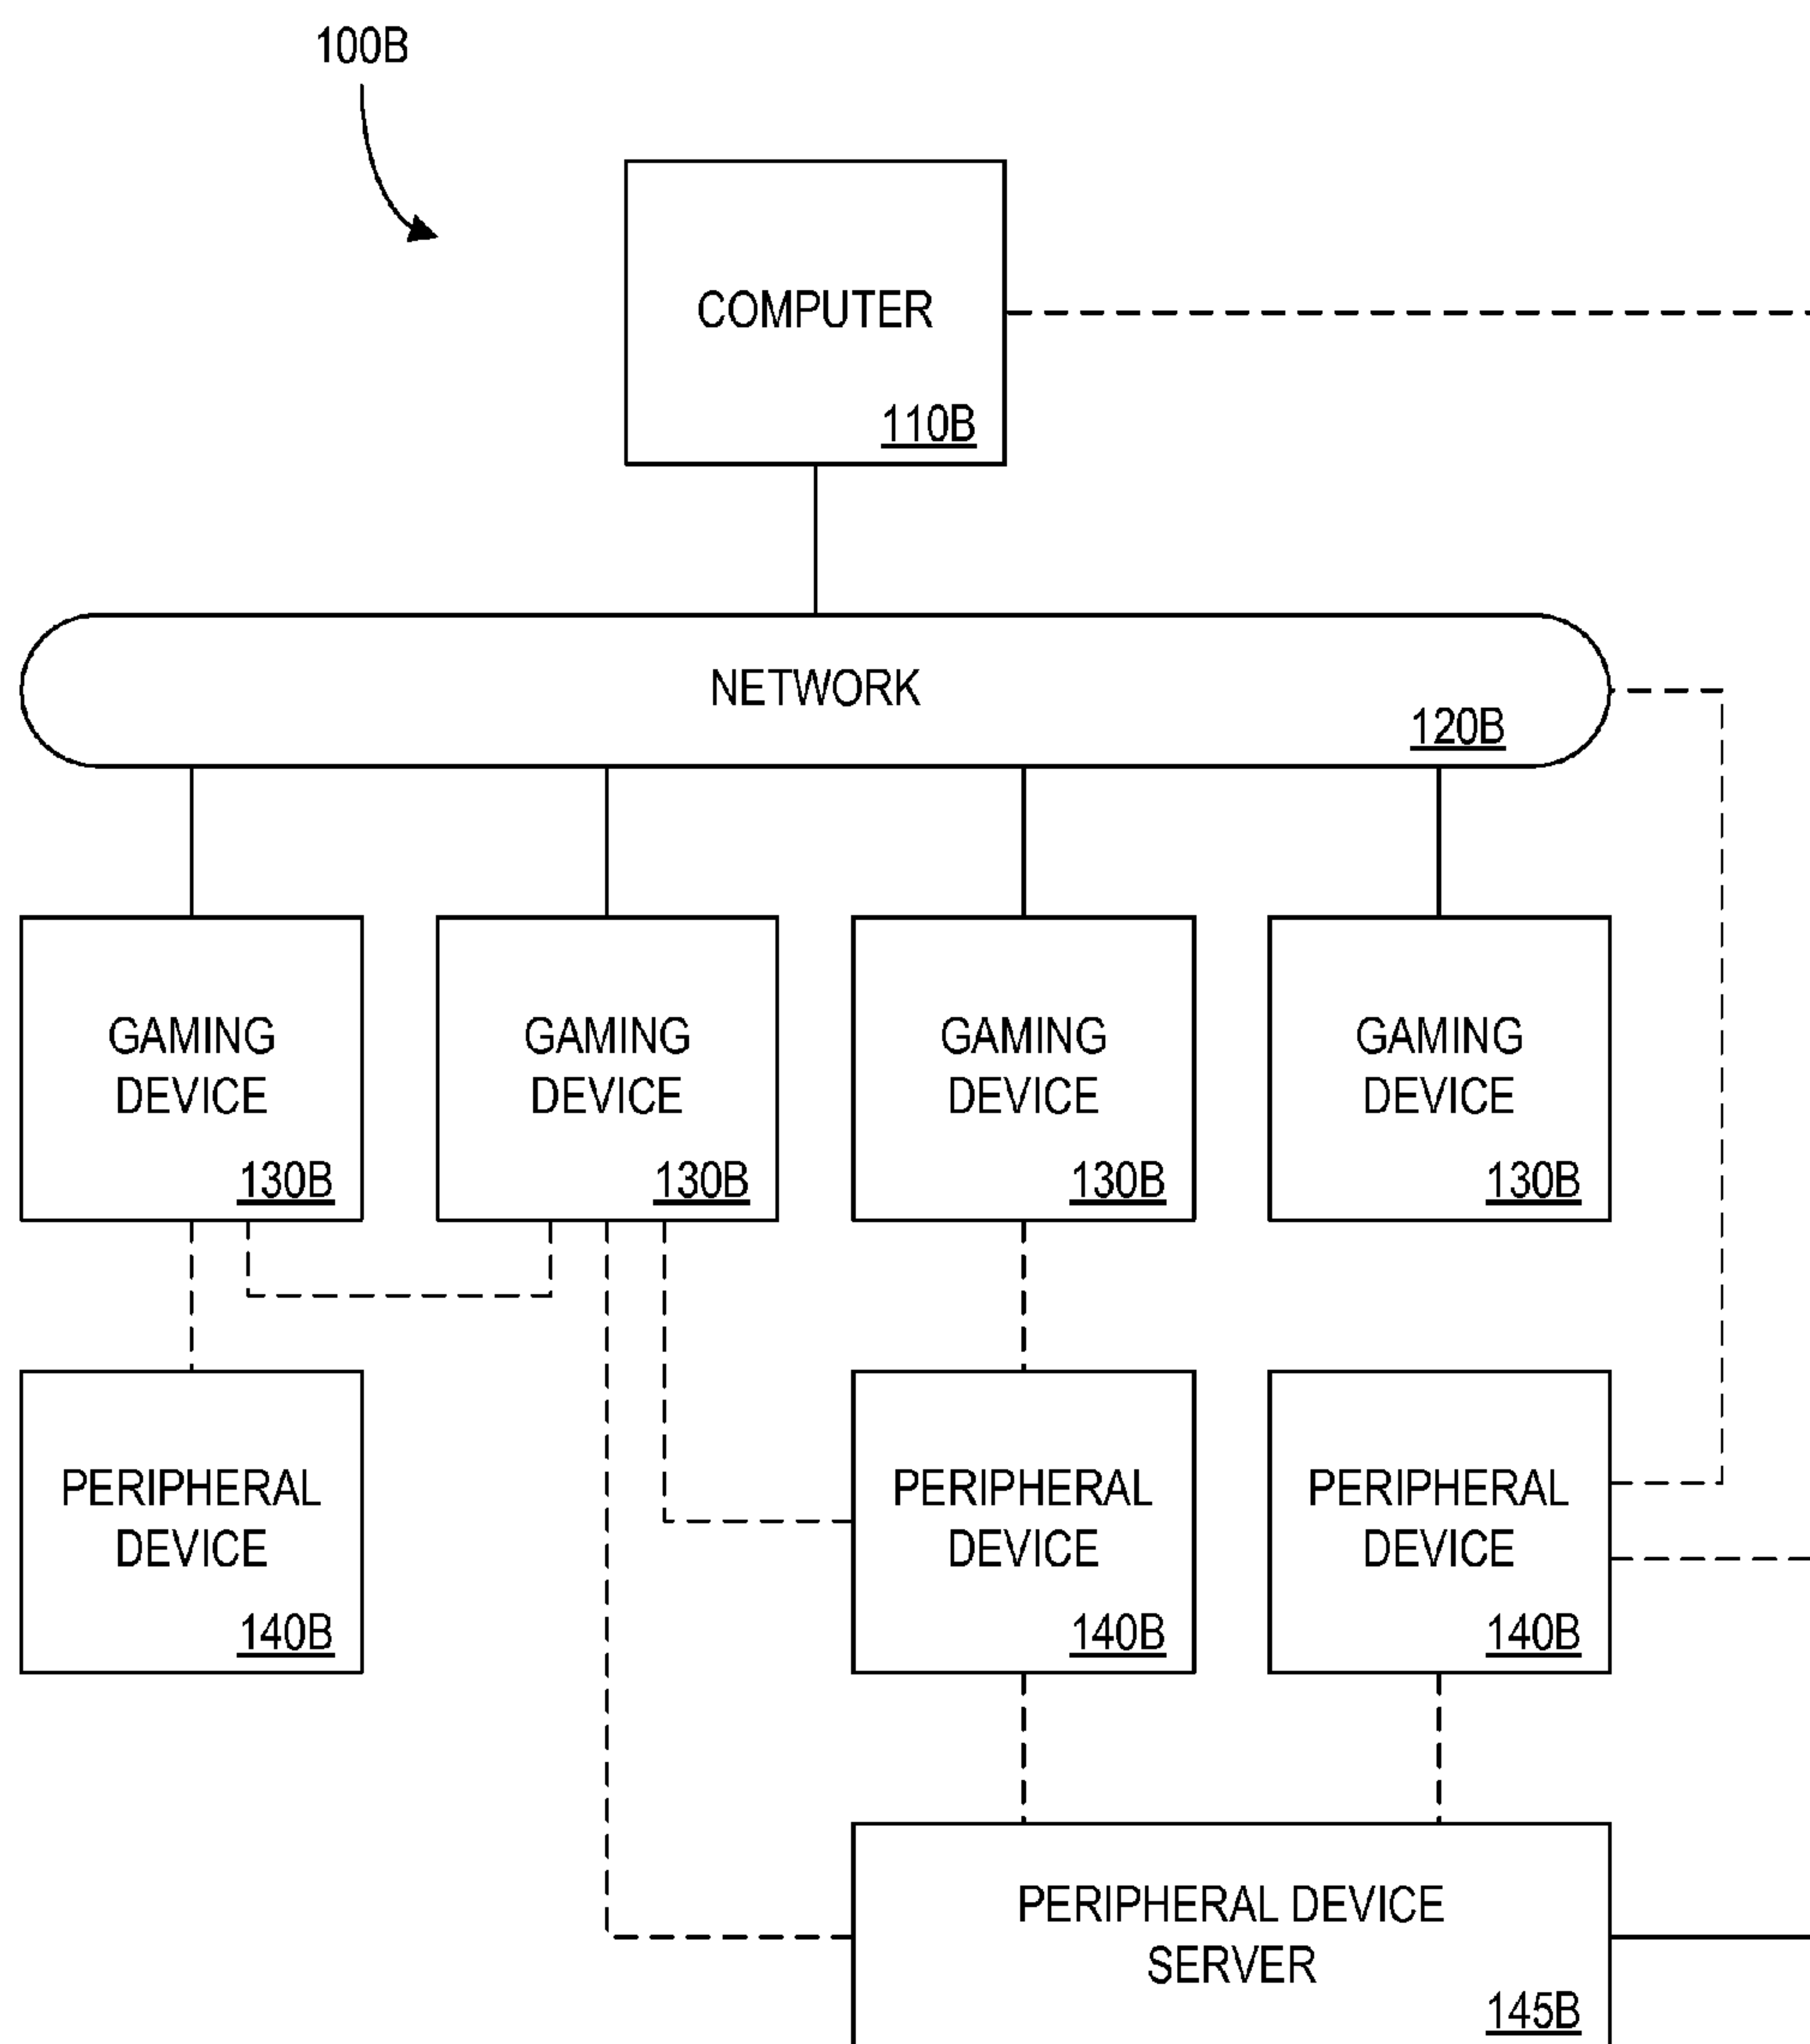 100B
COMPUTER
110B
NETWORK
120B
GAMING
DEVICE
130B
GAMING
DEVICE
130B
GAMING
DEVICE
130B
GAMING
DEVICE
130B
PERIPHERAL
DEVICE
140B
PERIPHERAL
DEVICE
140B
PERIPHERAL
DEVICE
140B
PERIPHERAL DEVICE
SERVER
145B